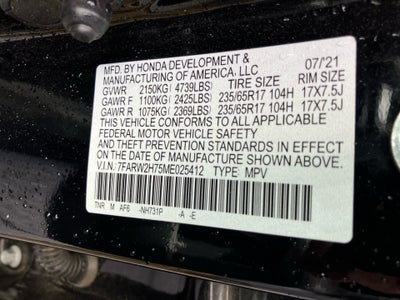 MFD. BY HONDA DEVELOPMENT & 07/'21
MANUFACTURING OF AMERICA, LLC TIRE SIZE RIM SIZE
GVWR 2150KG ( 4739LBS)
GAWR F 1100KG ( 2425LBS) 235/65R17 104H 17X7.5J
GAWR R 1075KG ( 2369LBS) 235/65R17 104H 17X7.5J
THIS VEHICLE CONFORMS TO ALL APPLICABLE
FEDERAL MOTOR VEHICLE SAFETY
AND THEFT PREVENTION STANDARDS IN EFFECT
ON THE DATE OF MANUFACTURE SHOWN ABOVE.
V.I.N.: 7FARW2H75ME025412 TYPE: MPV
TNR M AF6 -NH731P -A -E